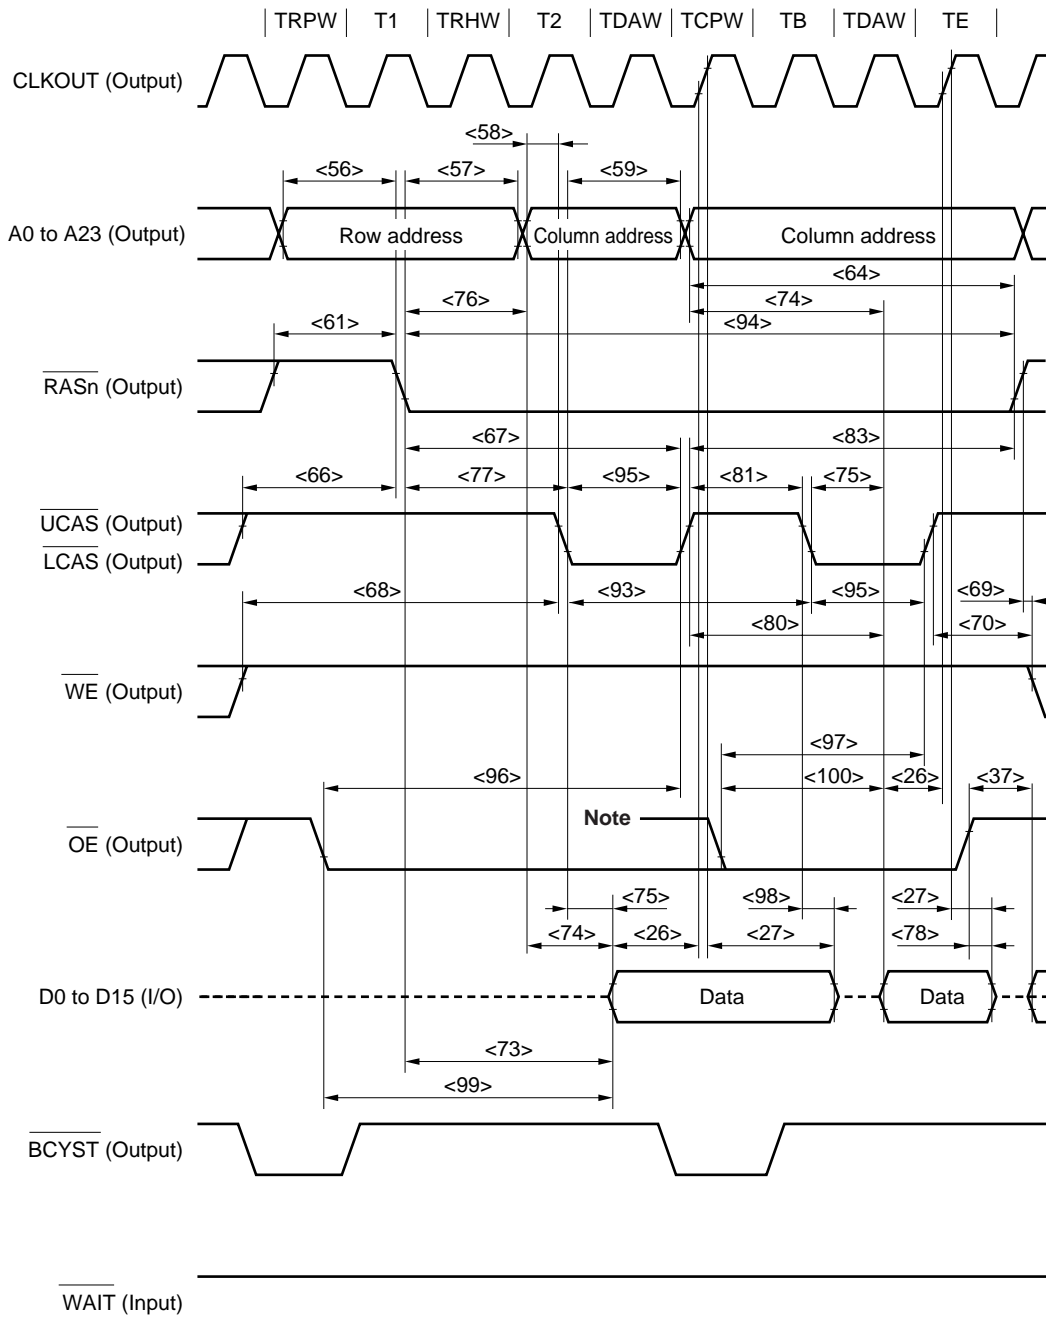 TRPW T1 TRHW T2 TDAW TCPW TB TDAW TE
CLKOUT (Output)
<58>
<56> <57> <59>
A0 to A23 (Output) Row address Column address Column address
<64>
<76> <74>
<61> <94>
RASn (Output)
<67> <83>
<66> <77> <95> <81> <75>
UCAS (Output)
LCAS (Output)
<68> <93> <95> <69>
<80> <70>
WE (Output)
<97>
<96> <100> <26> <37>
Note
OE (Output)
<75> <98> <27>
<74> <26> <27> <78>
D0 to D15 (I/O) Data Data
<73>
<99>
BCYST (Output)
WAIT (Input)